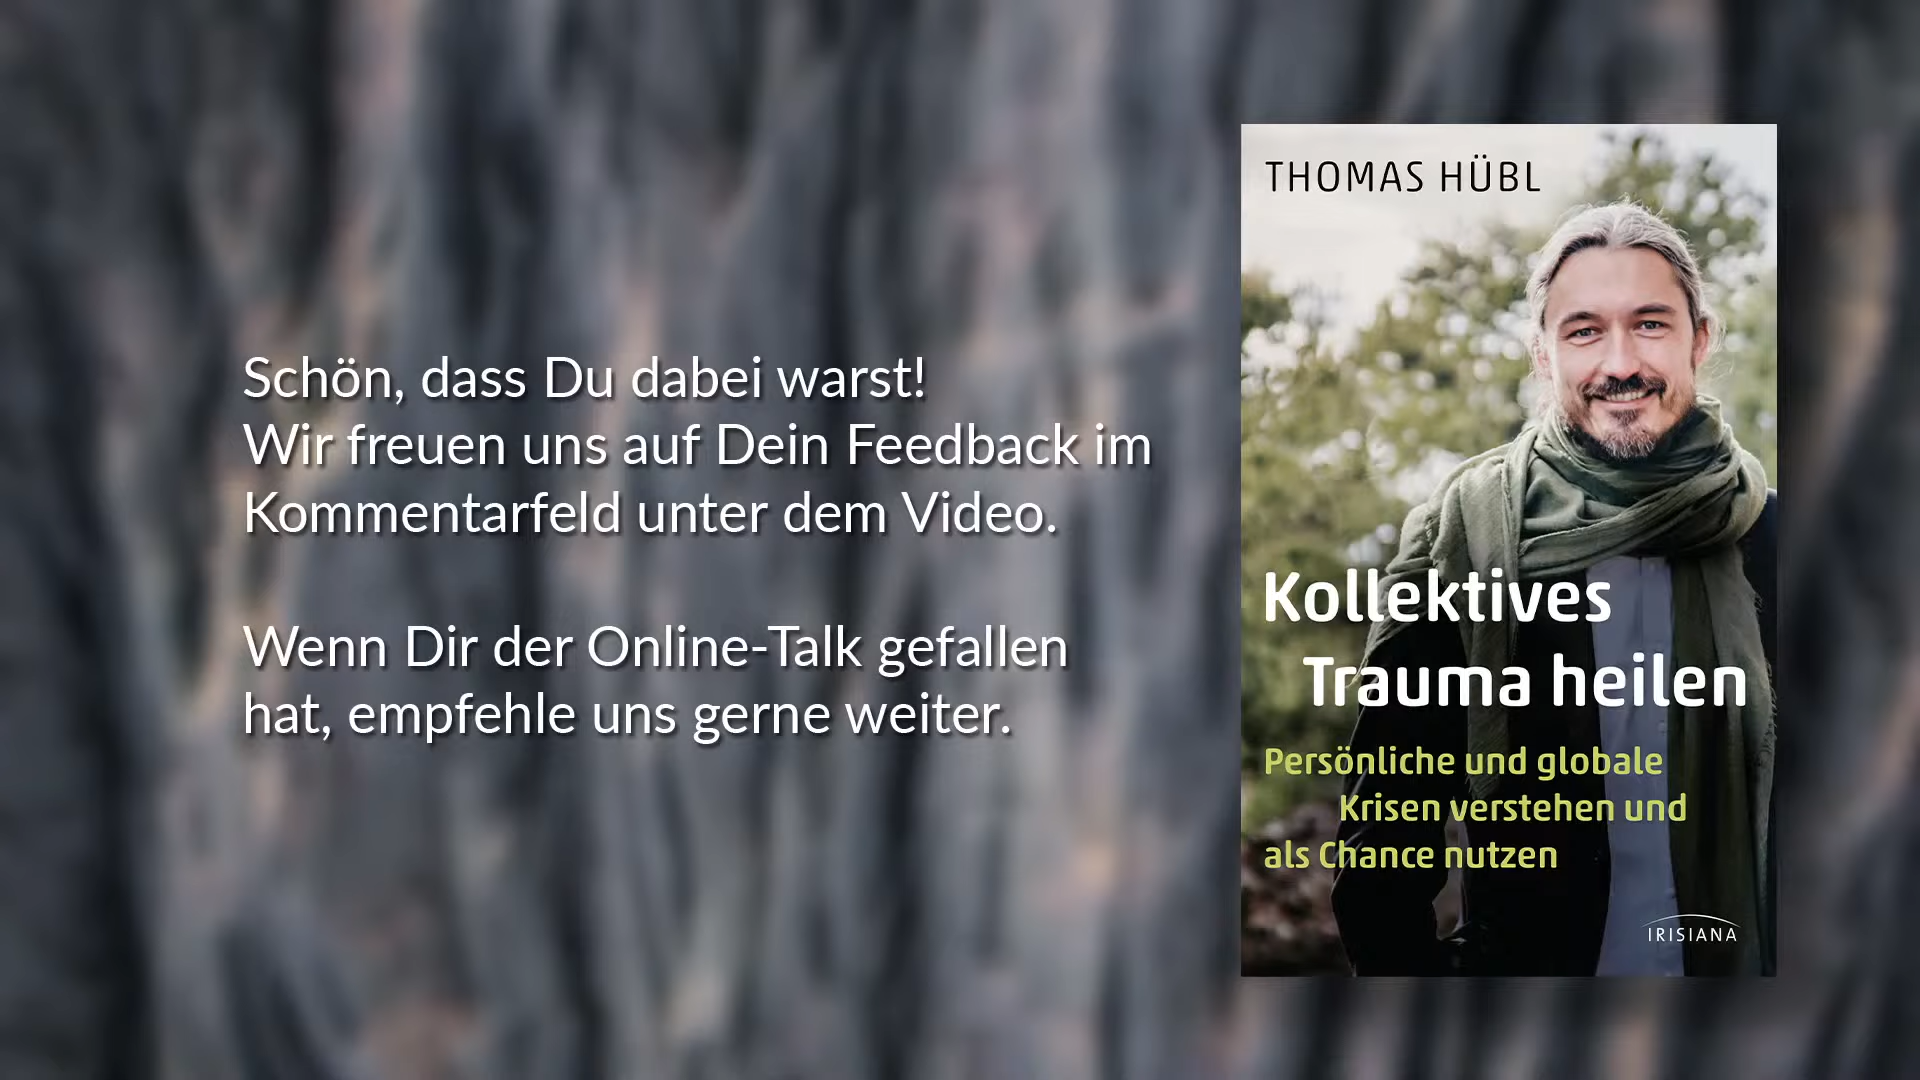 Schön, dass Du dabei warst!
Wir freuen uns auf Dein Feedback im
Kommentarfeld unter dem Video.
Wenn Dir der Online-Talk gefallen
hat, empfehle uns gerne weiter.
THOMAS HÜBL
Kollektives
Trauma heilen
Persönliche und globale
Krisen verstehen und
als Chance nutzen
IRISIANA